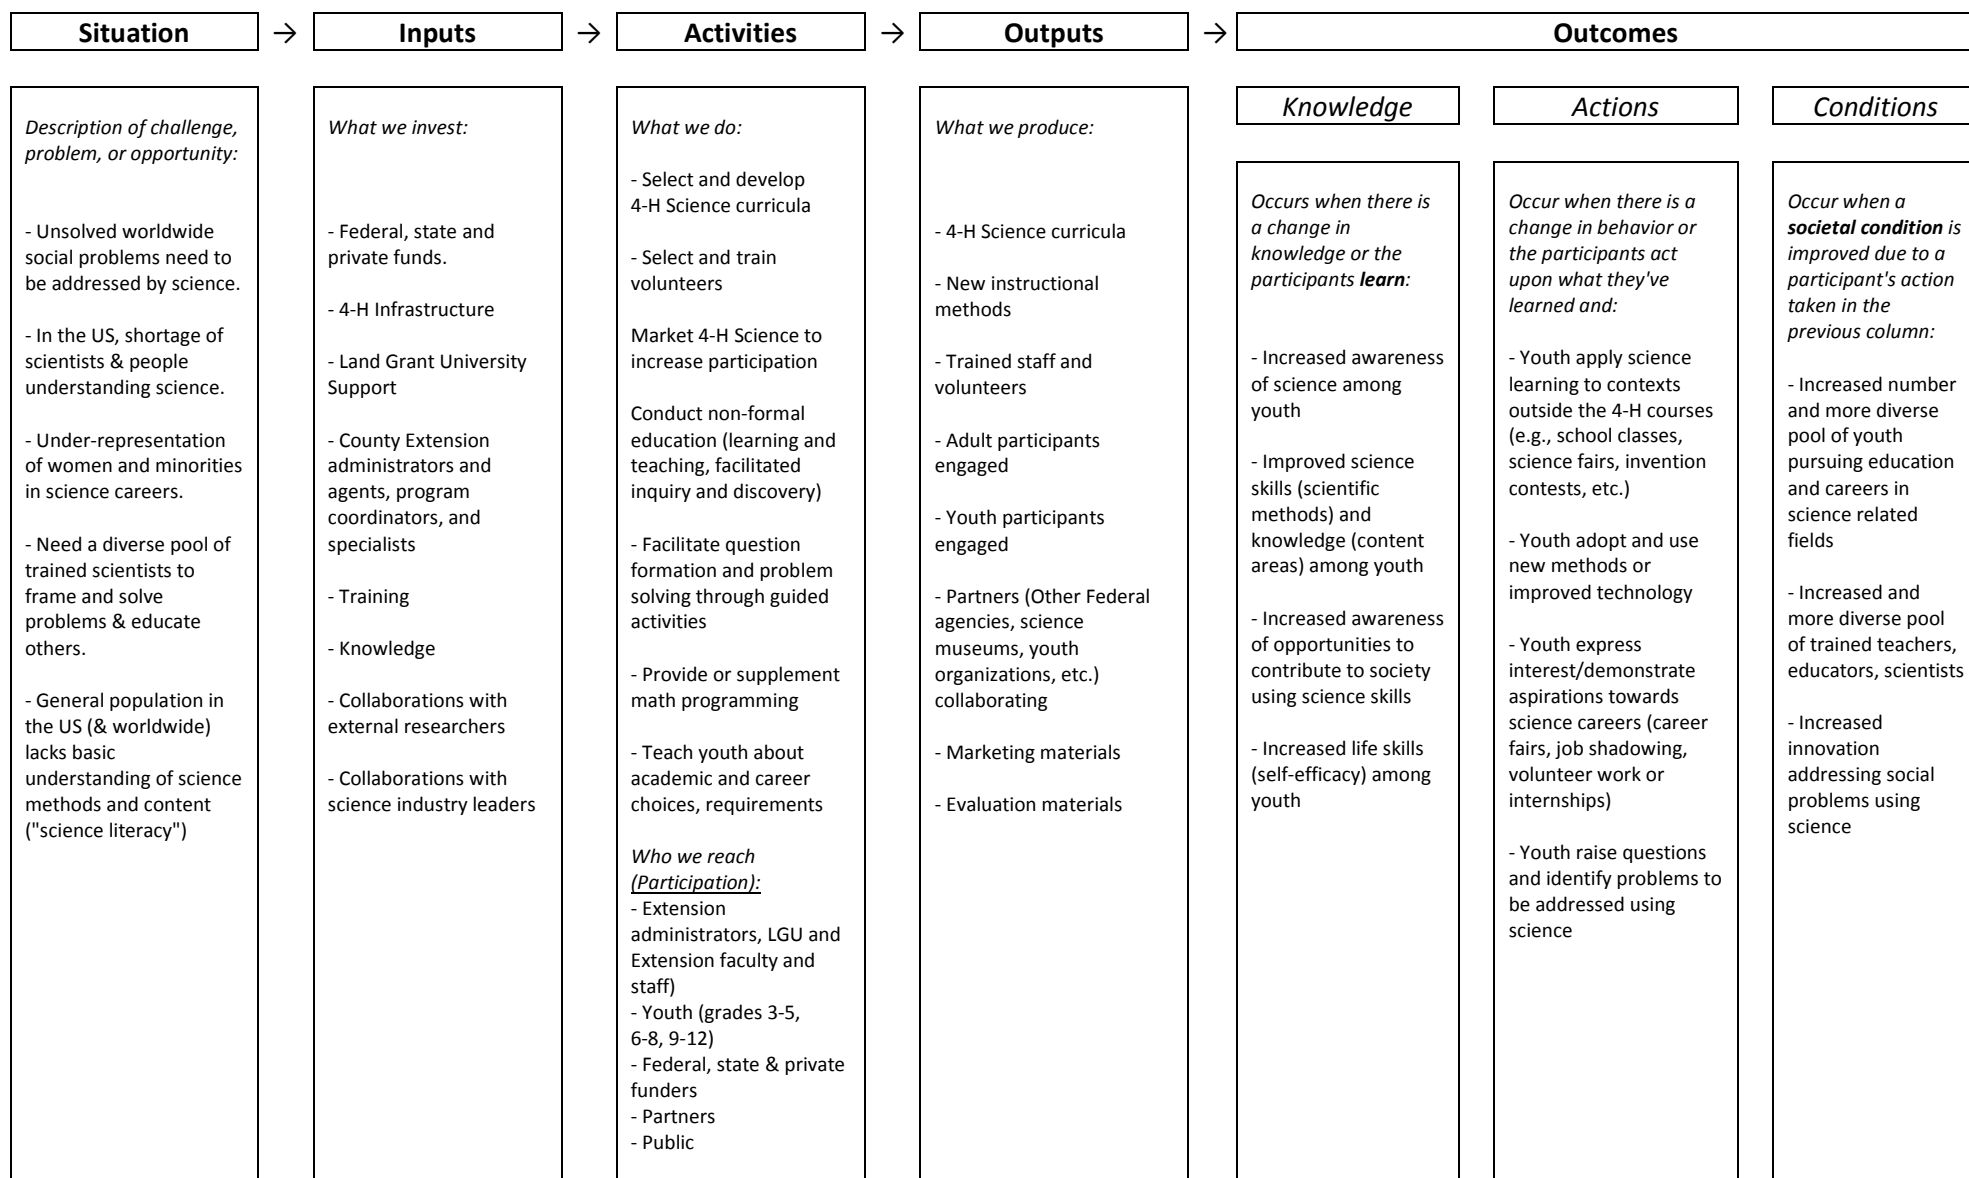 Situation → Inputs → Activities → Outputs → Outcomes
Description of challenge,
problem, or opportunity:
- Unsolved worldwide
social problems need to
be addressed by science.
- In the US, shortage of
scientists & people
understanding science.
- Under-representation
of women and minorities
in science careers.
- Need a diverse pool of
trained scientists to
frame and solve
problems & educate
others.
- General population in
the US (& worldwide)
lacks basic
understanding of science
methods and content
("science literacy")
What we invest:
- Federal, state and
private funds.
- 4-H Infrastructure
- Land Grant University
Support
- County Extension
administrators and
agents, program
coordinators, and
specialists
- Training
- Knowledge
- Collaborations with
external researchers
- Collaborations with
science industry leaders
What we do:
- Select and develop
4-H Science curricula
- Select and train
volunteers
Market 4-H Science to
increase participation
Conduct non-formal
education (learning and
teaching, facilitated
inquiry and discovery)
- Facilitate question
formation and problem
solving through guided
activities
- Provide or supplement
math programming
- Teach youth about
academic and career
choices, requirements
Who we reach
(Participation):
- Extension
administrators, LGU and
Extension faculty and
staff)
- Youth (grades 3-5,
6-8, 9-12)
- Federal, state & private
funders
- Partners
- Public
What we produce:
- 4-H Science curricula
- New instructional
methods
- Trained staff and
volunteers
- Adult participants
engaged
- Youth participants
engaged
- Partners (Other Federal
agencies, science
museums, youth
organizations, etc.)
collaborating
- Marketing materials
- Evaluation materials
Knowledge
Occurs when there is
a change in
knowledge or the
participants learn:
- Increased awareness
of science among
youth
- Improved science
skills (scientific
methods) and
knowledge (content
areas) among youth
- Increased awareness
of opportunities to
contribute to society
using science skills
- Increased life skills
(self-efficacy) among
youth
Actions
Occur when there is a
change in behavior or
the participants act
upon what they've
learned and:
- Youth apply science
learning to contexts
outside the 4-H courses
(e.g., school classes,
science fairs, invention
contests, etc.)
- Youth adopt and use
new methods or
improved technology
- Youth express
interest/demonstrate
aspirations towards
science careers (career
fairs, job shadowing,
volunteer work or
internships)
- Youth raise questions
and identify problems to
be addressed using
science
Conditions
Occur when a
societal condition is
improved due to a
participant's action
taken in the
previous column:
- Increased number
and more diverse
pool of youth
pursuing education
and careers in
science related
fields
- Increased and
more diverse pool
of trained teachers,
educators, scientists
- Increased
innovation
addressing social
problems using
science